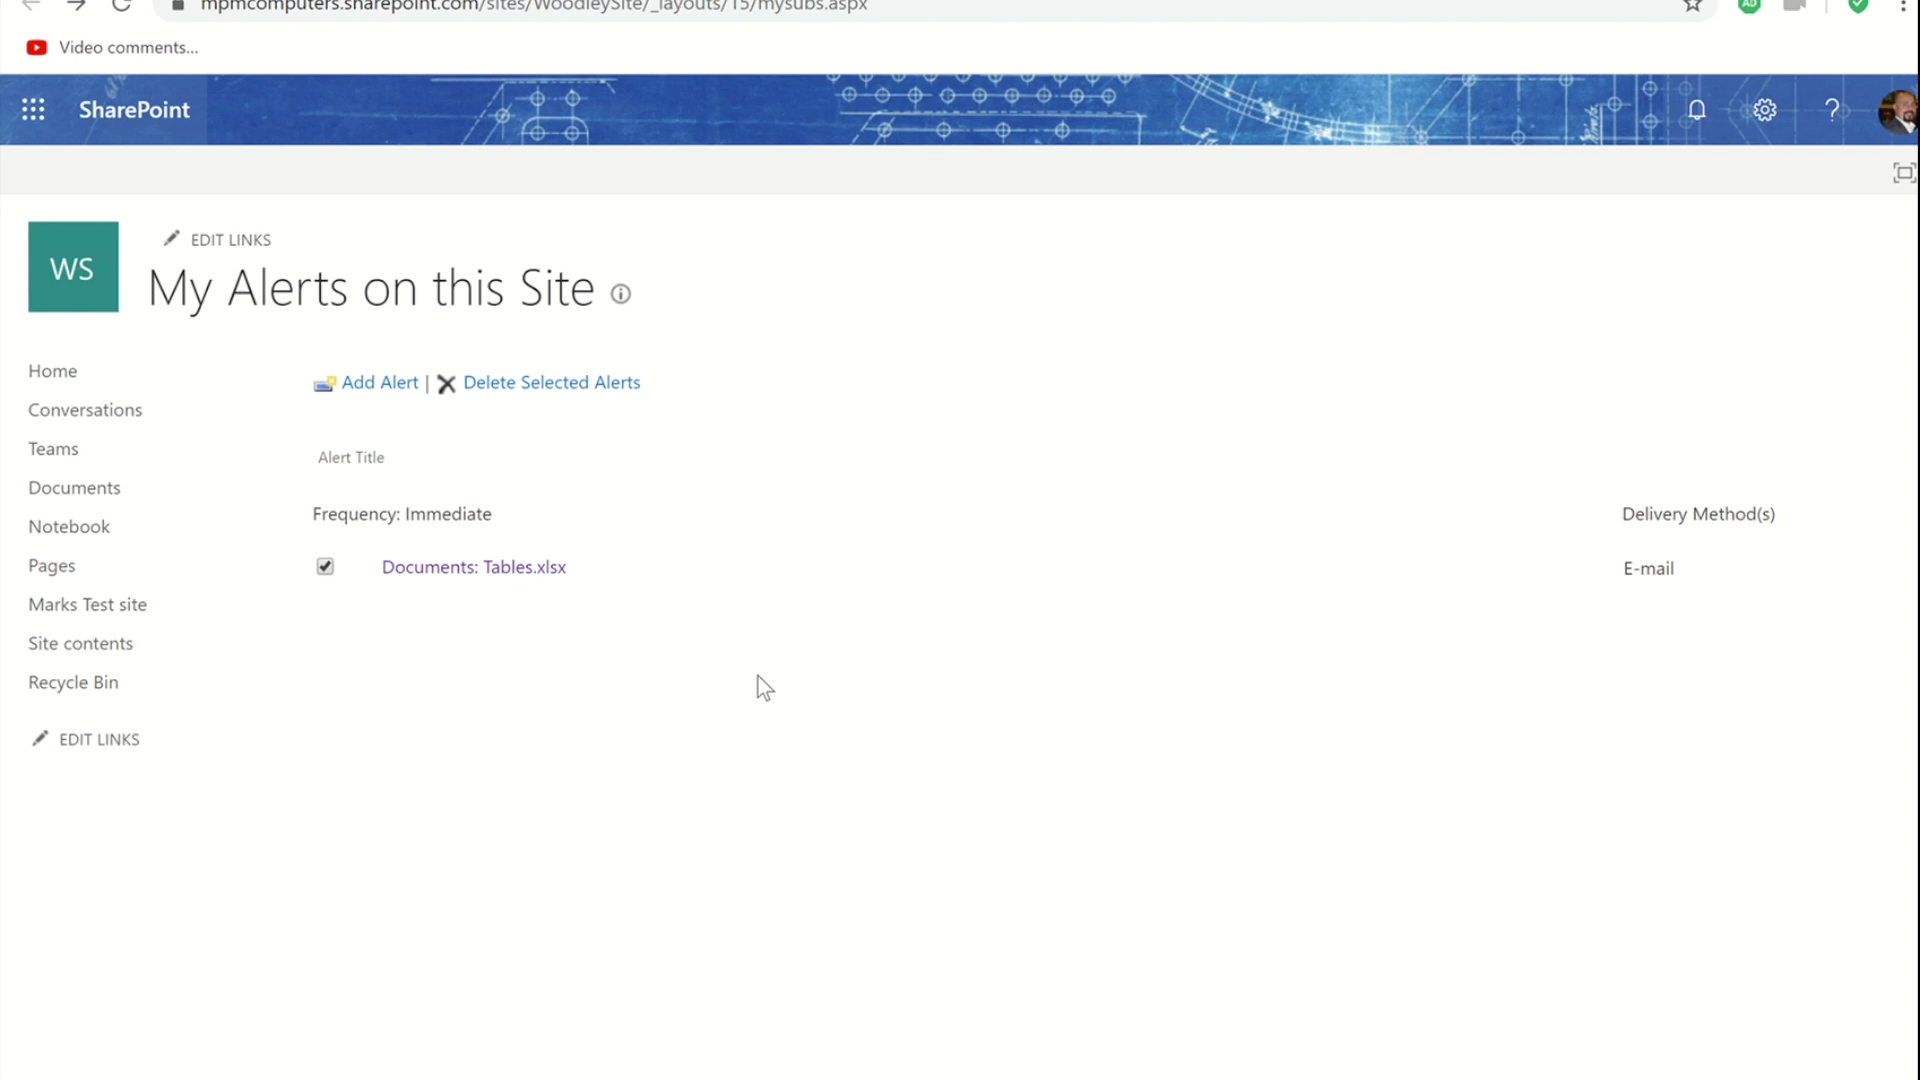 mpmcomputers.sharepoint.com/sites/WoodleySite/_layouts/15/mysubs.aspx
AD
Video comments...
SharePoint
?
WS
EDIT LINKS
My Alerts on this Site
Home
Conversations
Teams
Documents
Notebook
Pages
Marks Test site
Site contents
Recycle Bin
EDIT LINKS
Add Alert | Delete Selected Alerts
Alert Title
Frequency: Immediate Delivery Method(s)
Documents: Tables.xlsx E-mail